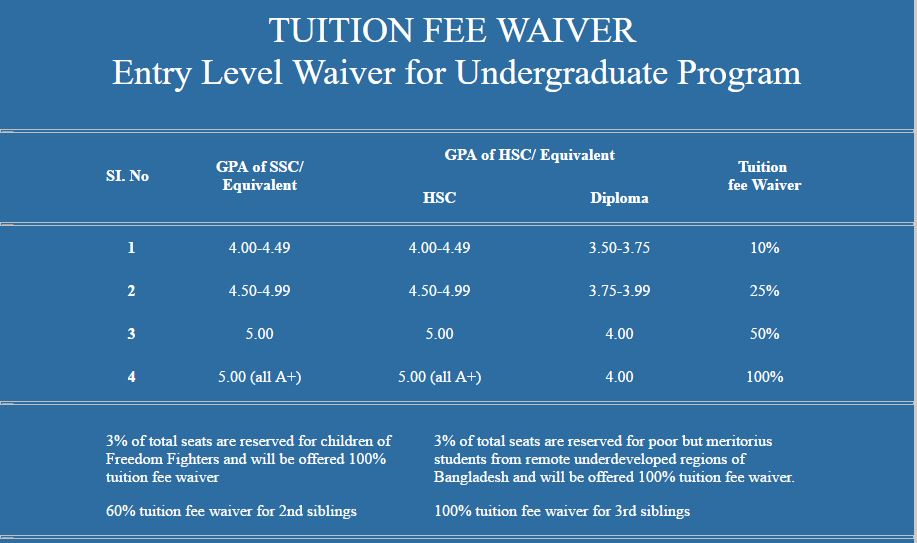 TUITION FEE WAIVER
Entry Level Waiver for Undergraduate Program
SI. No GPA of SSC/ Equivalent GPA of HSC/ Equivalent Tuition fee Waiver
HSC Diploma
1 4.00-4.49 4.00-4.49 3.50-3.75 10%
2 4.50-4.99 4.50-4.99 3.75-3.99 25%
3 5.00 5.00 4.00 50%
4 5.00 (all A+) 5.00 (all A+) 4.00 100%
3% of total seats are reserved for children of
Freedom Fighters and will be offered 100%
tuition fee waiver
60% tuition fee waiver for 2nd siblings
3% of total seats are reserved for poor but meritorius
students from remote underdeveloped regions of
Bangladesh and will be offered 100% tuition fee waiver.
100% tuition fee waiver for 3rd siblings